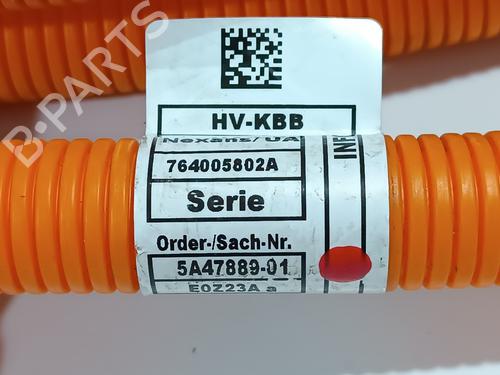 HV-KBB
Nexans/UA
764005802A
Serie
Order-/Sach-Nr.
5A47889-01
E0Z23A a
INF
B-PARTS